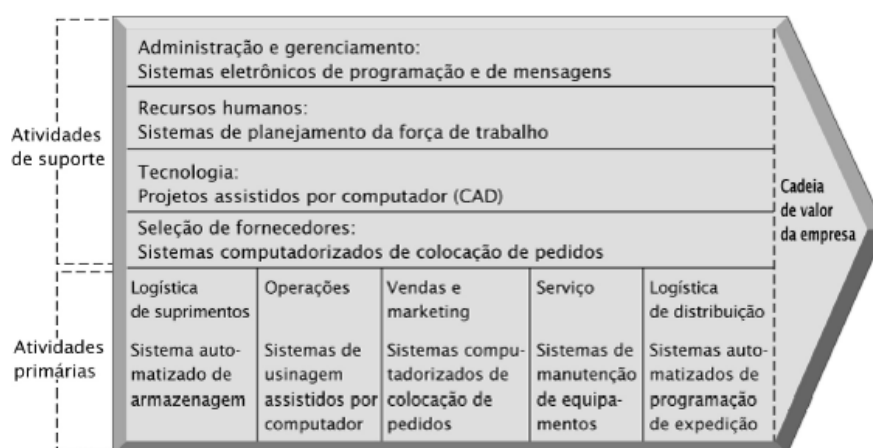 Atividades
de suporte
Administração e gerenciamento:
Sistemas eletrônicos de programação e de mensagens
Recursos humanos:
Sistemas de planejamento da força de trabalho
Tecnologia:
Projetos assistidos por computador (CAD)
Seleção de fornecedores:
Sistemas computadorizados de colocação de pedidos
Cadeia
de valor
da empresa
Atividades
primárias
Logística
de suprimentos
Sistema auto-
matizado de
armazenagem
Operações
Sistemas de
usinagem
assistidos por
computador
Vendas e
marketing
Sistemas compu-
tadorizados de
colocação de
pedidos
Serviço
Sistemas de
manutenção
de equipa-
mentos
Logística
de distribuição
Sistemas auto-
matizados de
programação
de expedição